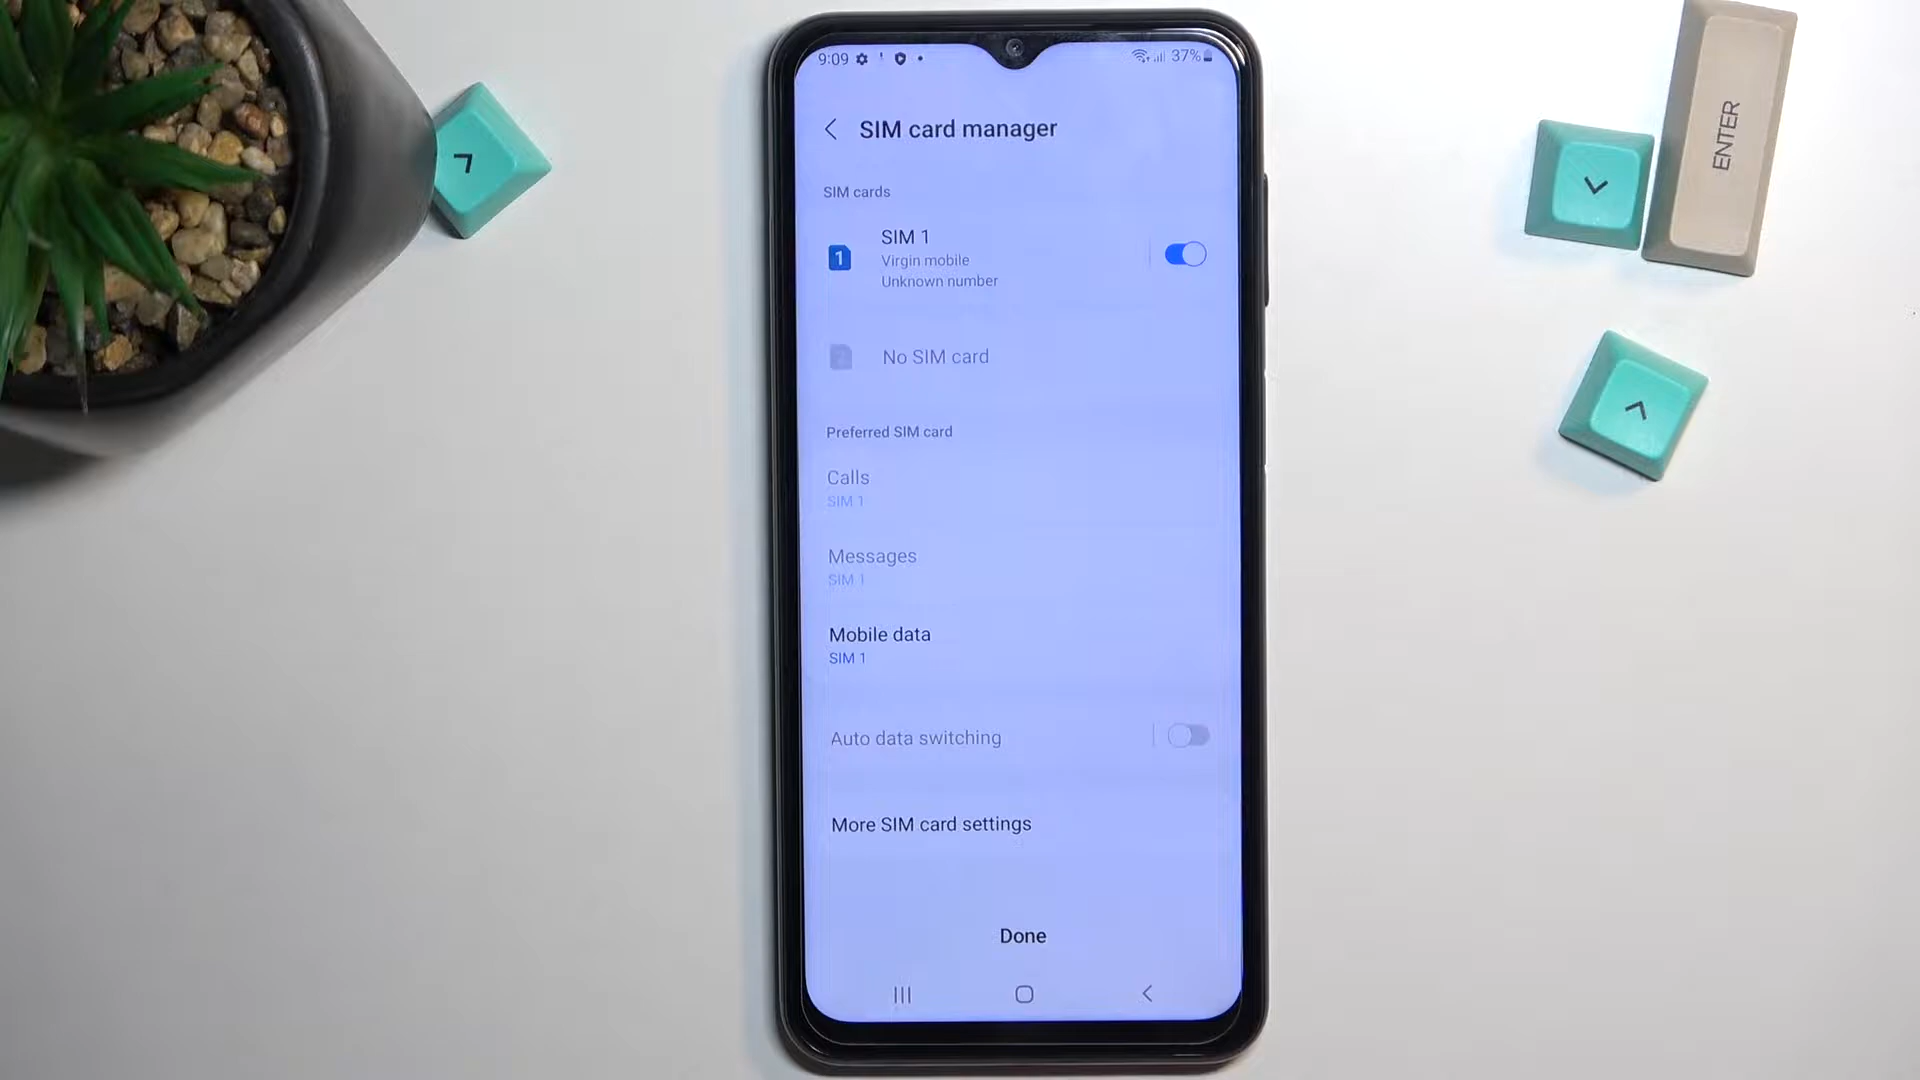 9:09
37%
SIM card manager
SIM cards
1
SIM 1
Virgin mobile
Unknown number
No SIM card
Preferred SIM card
Calls
SIM 1
Messages
SIM 1
Mobile data
SIM 1
Auto data switching
More SIM card settings
Done
ENTER